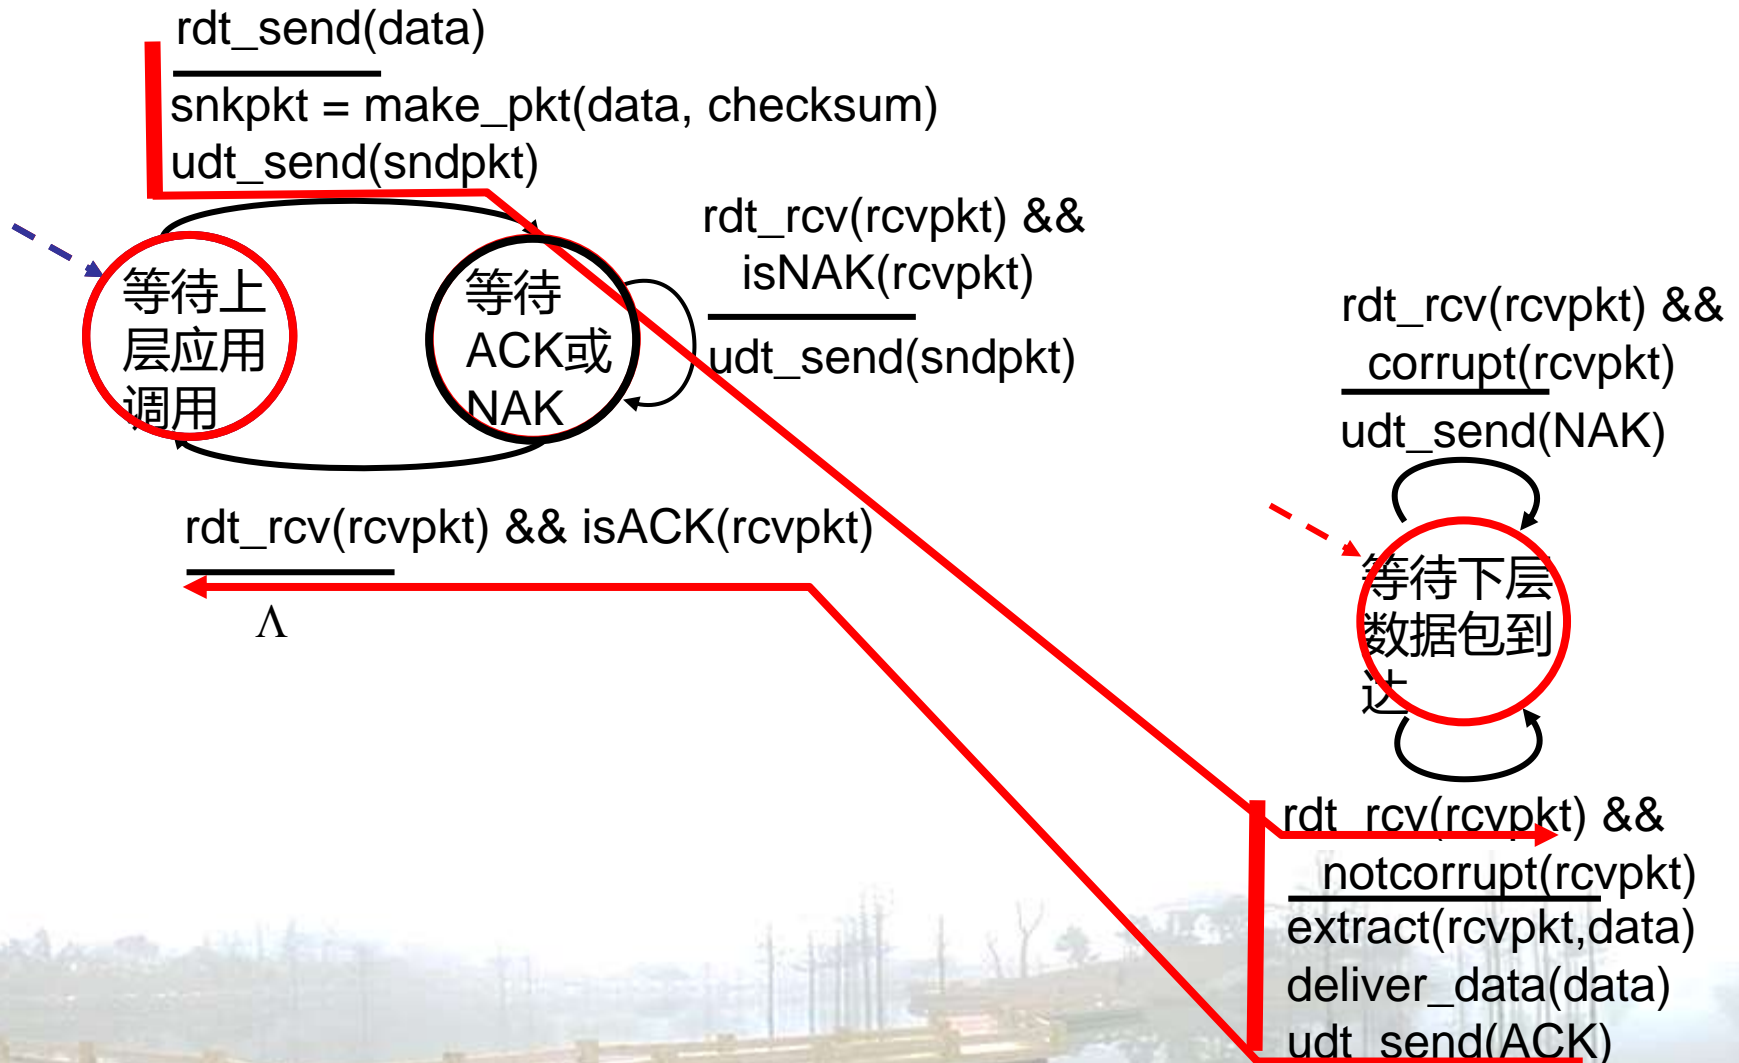 rdt_send(data)
snkpkt = make_pkt(data, checksum)
udt_send(sndpkt)
等待上
层应用
调用
等待
ACK或
NAK
rdt_rcv(rcvpkt) &&
isNAK(rcvpkt)
udt_send(sndpkt)
rdt_rcv(rcvpkt) && isACK(rcvpkt)
Λ
rdt_rcv(rcvpkt) &&
corrupt(rcvpkt)
udt_send(NAK)
等待下层
数据包到
达
rdt_rcv(rcvpkt) &&
notcorrupt(rcvpkt)
extract(rcvpkt,data)
deliver_data(data)
udt_send(ACK)